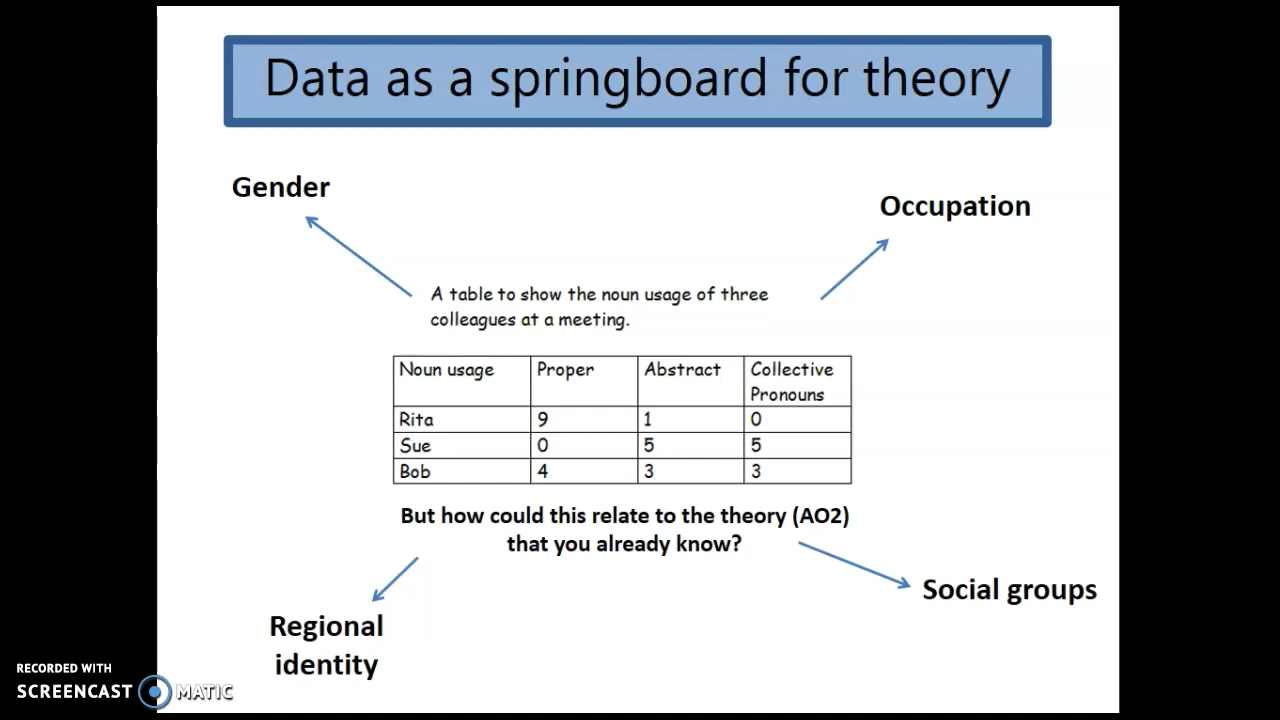 Data as a springboard for theory
Gender
Occupation
A table to show the noun usage of three
colleagues at a meeting.
Noun usage Proper Abstract Collective
Pronouns
Rita 9 1 0
Sue 0 5 5
Bob 4 3 3
But how could this relate to the theory (AO2)
that you already know?
Social groups
Regional
identity
RECORDED WITH
SCREENCAST MATIC